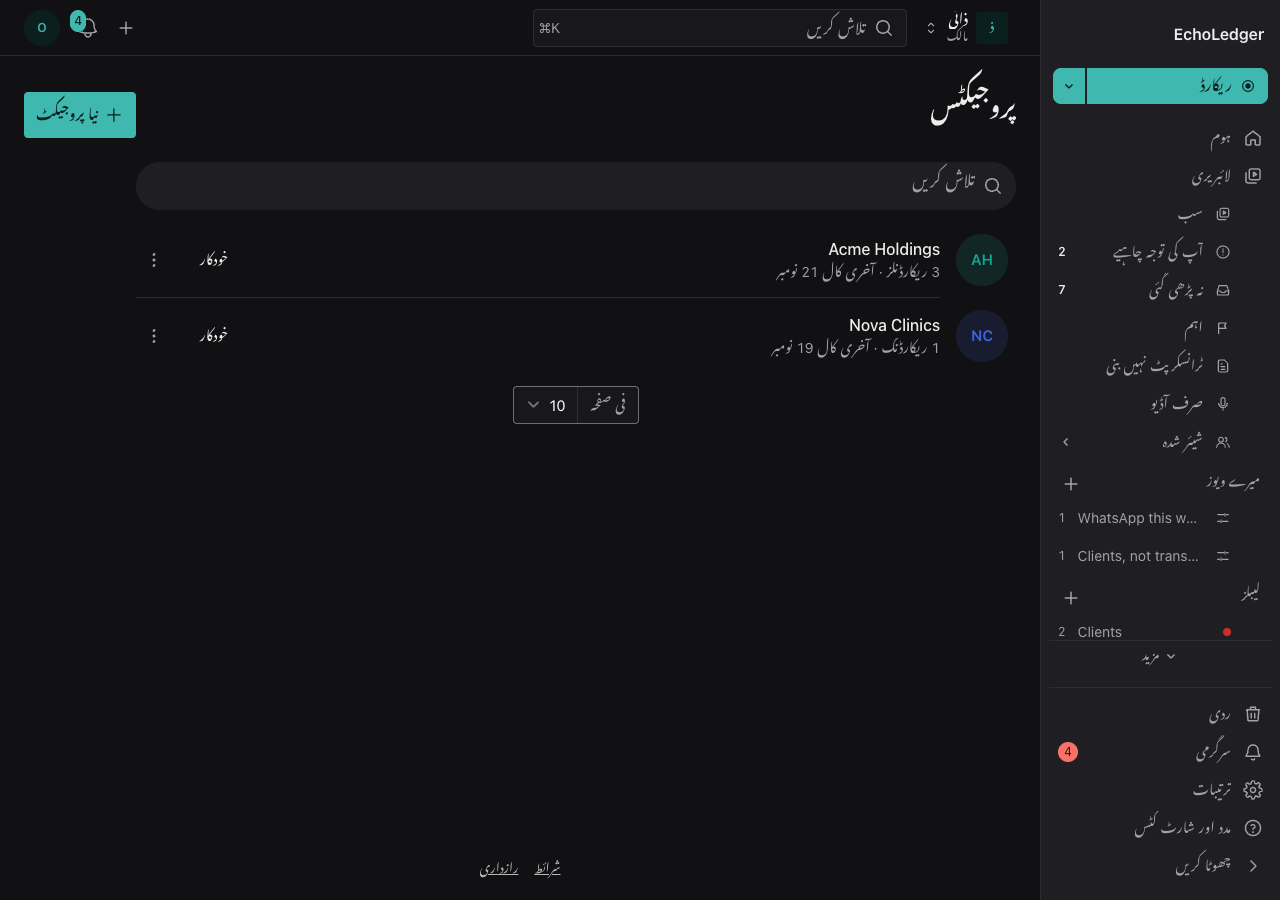 EchoLedger
ریکارڈ
ہوم
لائبریری
سب
آپ کی توجہ چاہیے 2
نہ پڑھی گئی 7
اہم
ٹرانسکرپٹ نہیں بنی
صرف آڈیو
شیئر شدہ
میرے ویوز
WhatsApp this w... 1
Clients, not trans... 1
لیبلز
Clients 2
مزید
ردی
سرگرمی 4
ترتیبات
مدد اور شارٹ کٹس
چھوٹا کریں
ذ ذاتی
مالک
تلاش کریں ⌘K
4
O
پروجیکٹس
نیا پروجیکٹ
تلاش کریں
AH Acme Holdings
3 ریکارڈنگز · آخری کال 21 نومبر
خودکار
NC Nova Clinics
1 ریکارڈنگ · آخری کال 19 نومبر
خودکار
فی صفحہ 10
شرائط رازداری